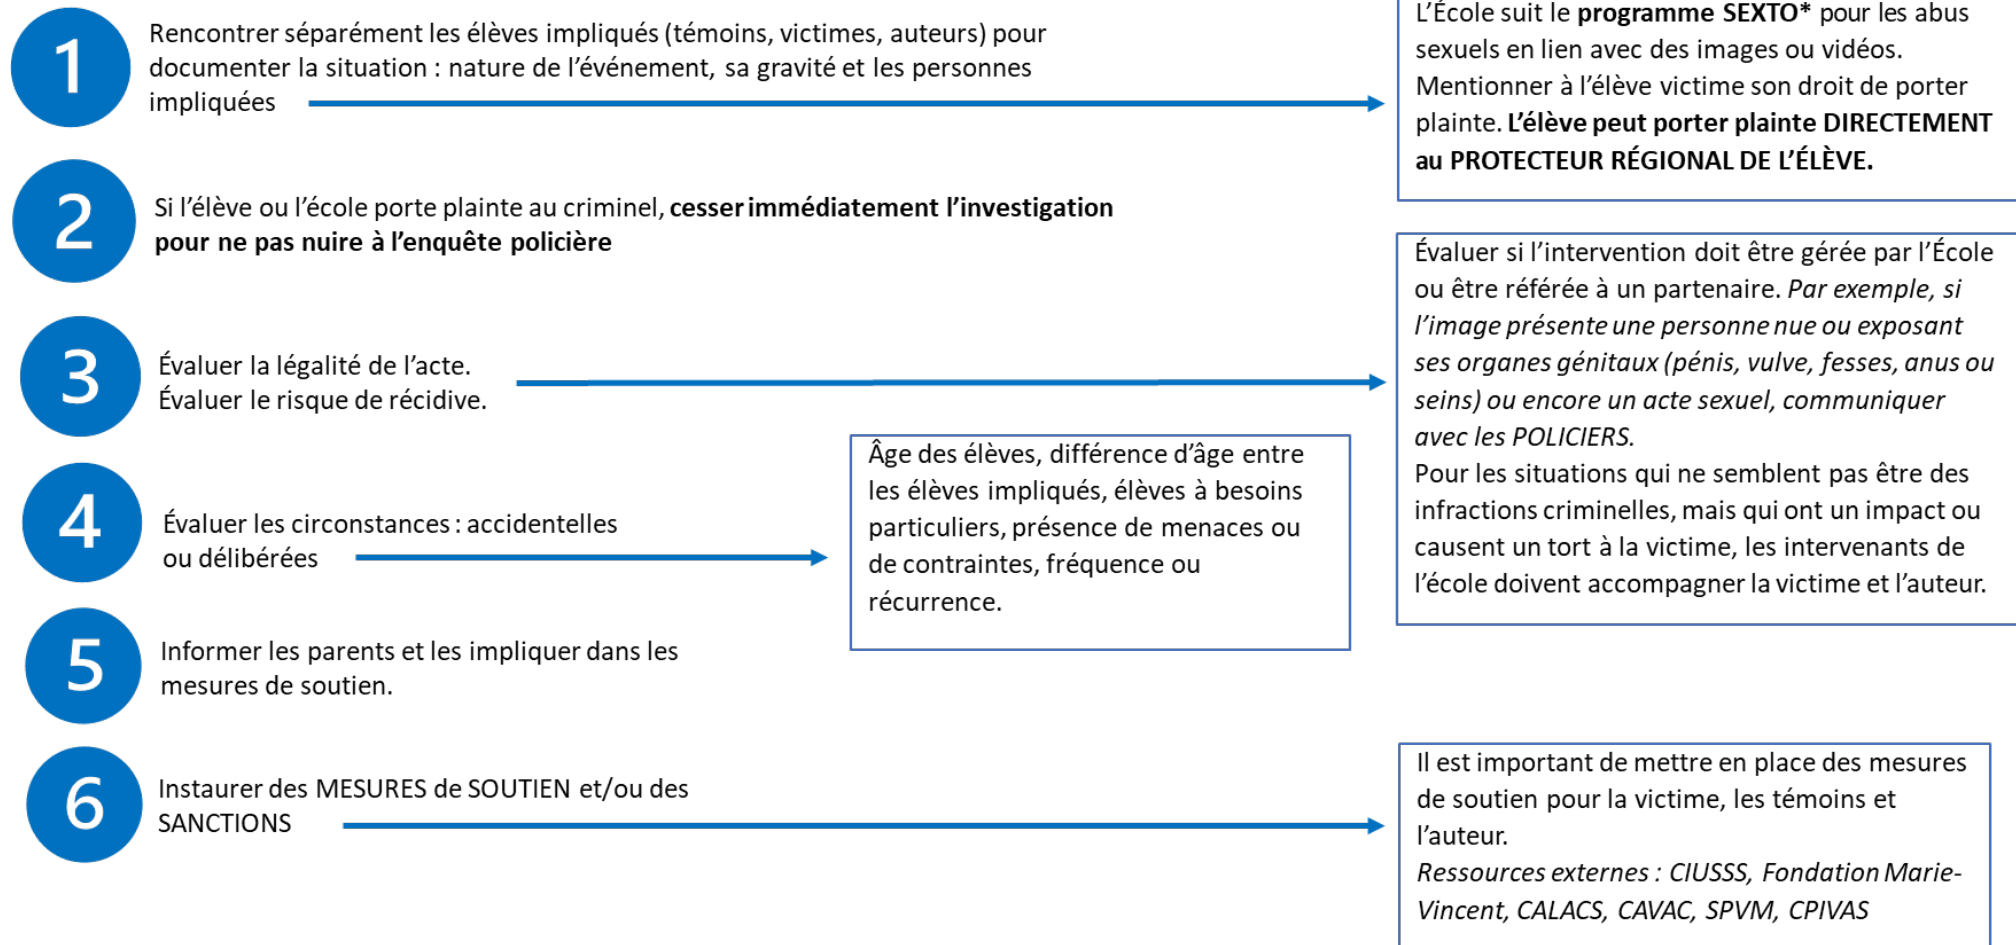 1
Rencontrer séparément les élèves impliqués (témoins, victimes, auteurs) pour
documenter la situation : nature de l’événement, sa gravité et les personnes
impliquées
L’École suit le programme SEXTO* pour les abus
sexuels en lien avec des images ou vidéos.
Mentionner à l’élève victime son droit de porter
plainte. L’élève peut porter plainte DIRECTEMENT
au PROTECTEUR RÉGIONAL DE L’ÉLÈVE.
2
Si l’élève ou l’école porte plainte au criminel, cesser immédiatement l’investigation
pour ne pas nuire à l’enquête policière
3
Évaluer la légalité de l’acte.
Évaluer le risque de récidive.
Évaluer si l’intervention doit être gérée par l’École
ou être référée à un partenaire. Par exemple, si
l’image présente une personne nue ou exposant
ses organes génitaux (pénis, vulve, fesses, anus ou
seins) ou encore un acte sexuel, communiquer
avec les POLICIERS.
Pour les situations qui ne semblent pas être des
infractions criminelles, mais qui ont un impact ou
causent un tort à la victime, les intervenants de
l’école doivent accompagner la victime et l’auteur.
4
Évaluer les circonstances : accidentelles
ou délibérées
Âge des élèves, différence d’âge entre
les élèves impliqués, élèves à besoins
particuliers, présence de menaces ou
de contraintes, fréquence ou
récurrence.
5
Informer les parents et les impliquer dans les
mesures de soutien.
6
Instaurer des MESURES de SOUTIEN et/ou des
SANCTIONS
Il est important de mettre en place des mesures
de soutien pour la victime, les témoins et
l’auteur.
Ressources externes : CIUSSS, Fondation Marie-
Vincent, CALACS, CAVAC, SPVM, CPIVAS